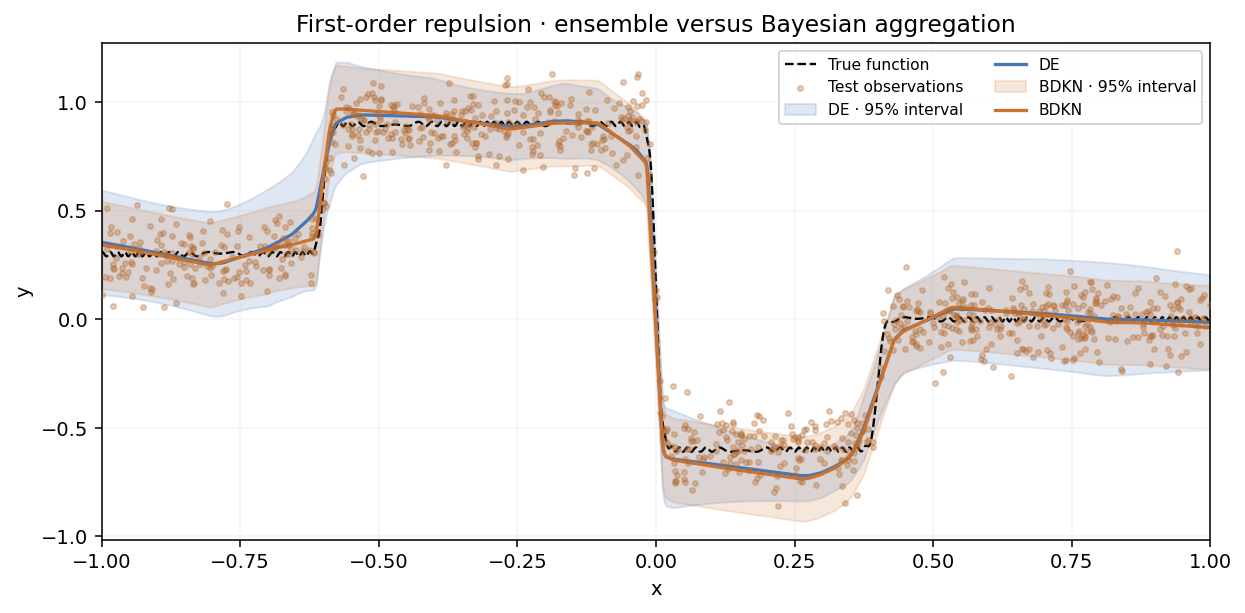 First-order repulsion · ensemble versus Bayesian aggregation
True function
Test observations
DE · 95% interval
DE
BDKN · 95% interval
BDKN
y
1.0
0.5
0.0
−0.5
−1.0
−1.00 −0.75 −0.50 −0.25 0.00 0.25 0.50 0.75 1.00
x